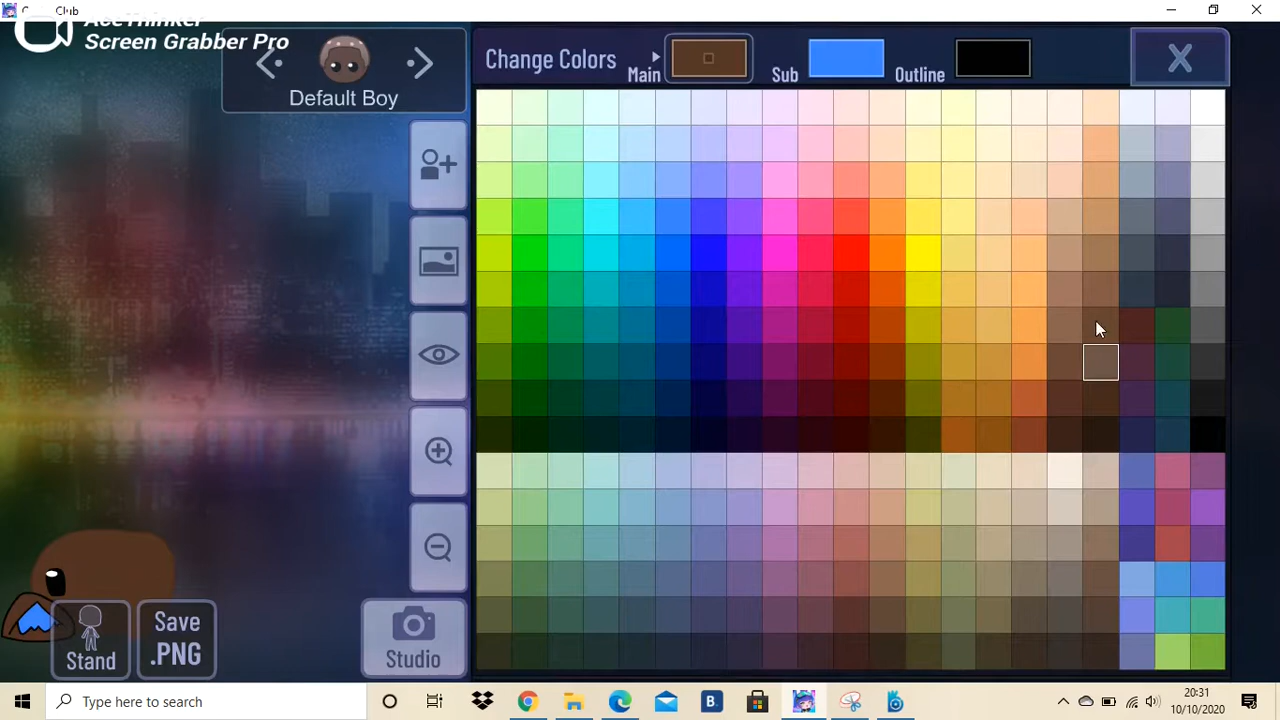 Club
AceThinker
Screen Grabber Pro
Default Boy
Change Colors
Main
Sub
Outline
X
Stand
Save
.PNG
Studio
Type here to search
B.
20:31
10/10/2020